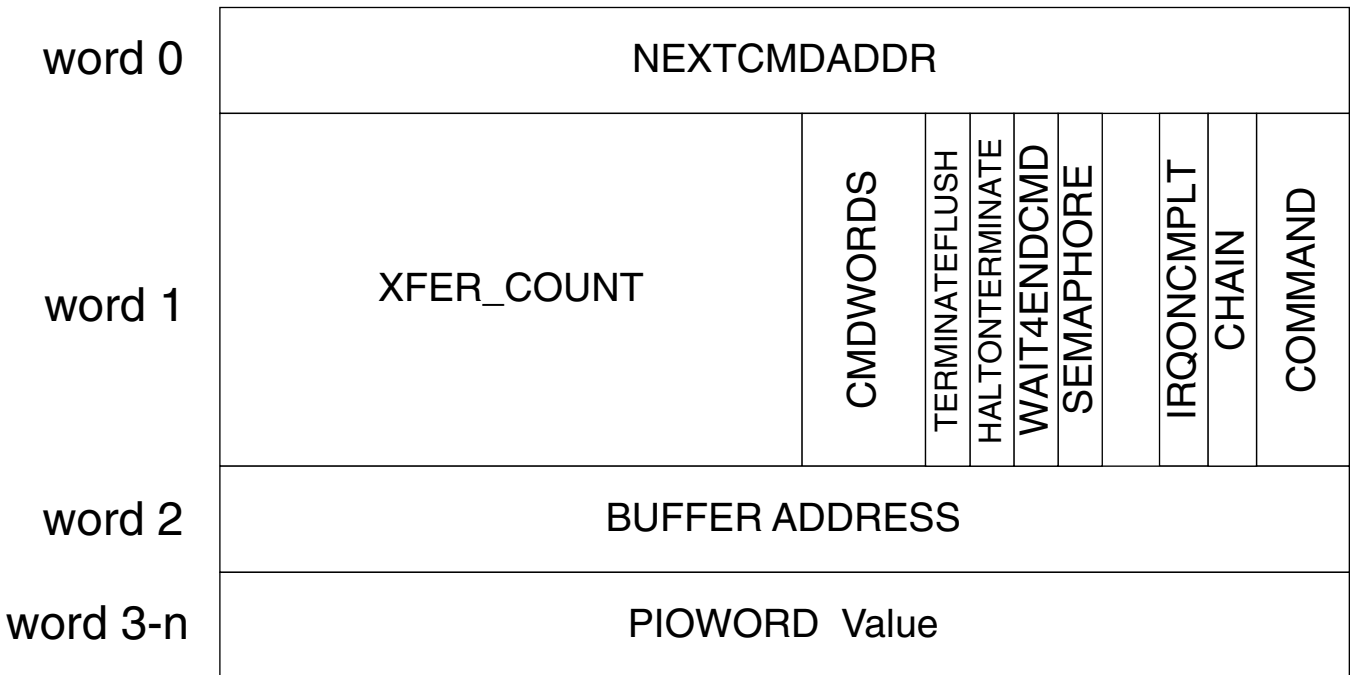 word 0
NEXTCMDADDR
word 1
XFER_COUNT
CMDWORDS
TERMINATEFLUSH
HALTONTERMINATE
WAIT4ENDCMD
SEMAPHORE
IRQONCMPLT
CHAIN
COMMAND
word 2
BUFFER ADDRESS
word 3-n
PIOWORD Value